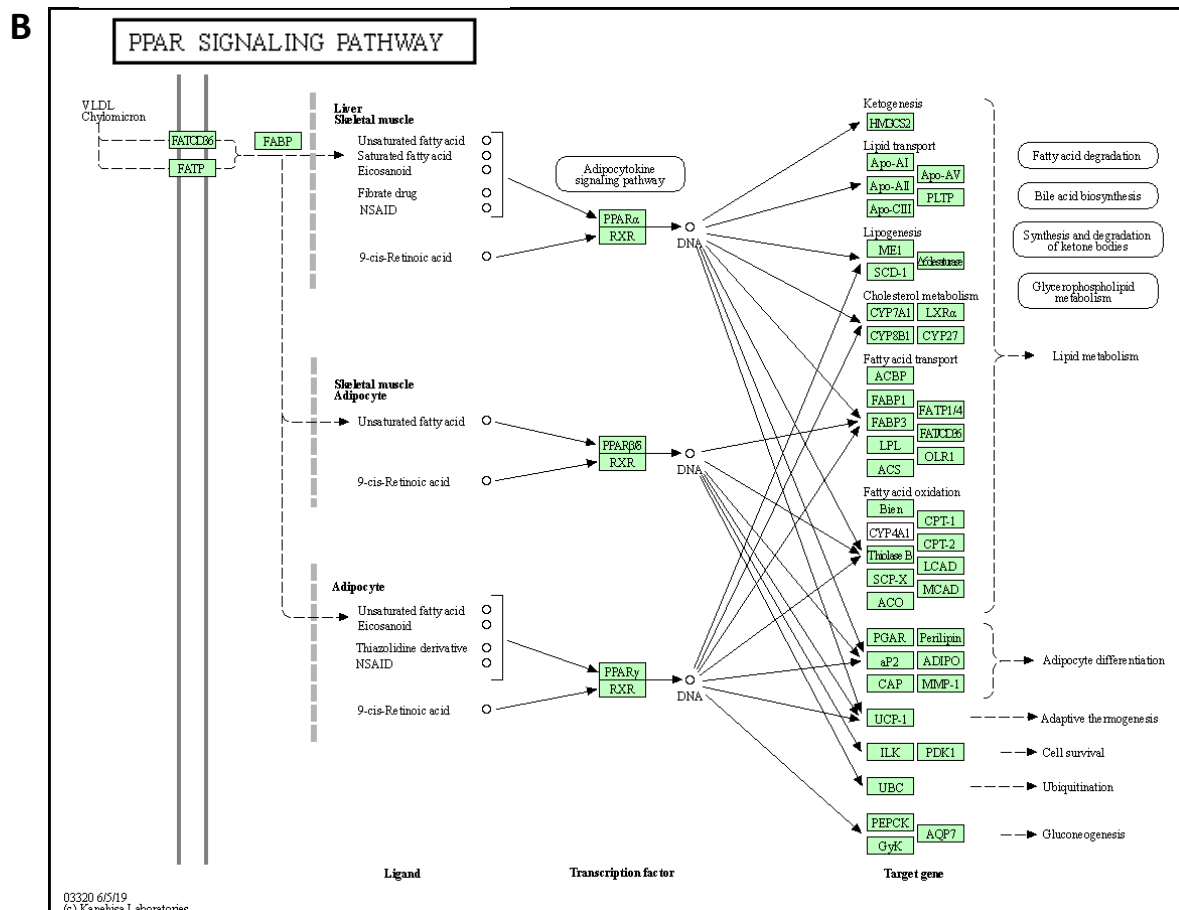 B
PPAR SIGNALING PATHWAY
VLDL
Chylomicron
FAT/CD36
FATP
FABP
Liver
Skeletal muscle
Unsaturated fatty acid
Saturated fatty acid
Eicosanoid
Fibrate drug
NSAID
9-cis-Retinoic acid
Adipocytokine
signaling pathway
PPARα
RXR
DNA
Skeletal muscle
Adipocyte
Unsaturated fatty acid
9-cis-Retinoic acid
PPARβ/δ
RXR
DNA
Adipocyte
Unsaturated fatty acid
Eicosanoid
Thiazolidine derivative
NSAID
9-cis-Retinoic acid
PPARγ
RXR
DNA
Ketogenesis
HMGCS2
Lipid transport
Apo-AI
Apo-AII
Apo-CIII
Apo-AV
PLTP
Lipogenesis
ME1
SCD-1
Δ6desaturase
Cholesterol metabolism
CYP7A1
LXRα
CYP8B1
CYP27
Fatty acid transport
ACBP
FABP1
FABP3
LPL
ACS
FATP1/4
FAT/CD36
OLR1
Fatty acid oxidation
Bien
CYP4A1
Thiolase B
SCP-X
ACO
CPT-1
CPT-2
LCAD
MCAD
PGAR
Perilipin
aP2
ADIPO
CAP
MMP-1
UCP-1
ILK
PDK1
UBC
PEPCK
GyK
AQP7
Fatty acid degradation
Bile acid biosynthesis
Synthesis and degradation
of ketone bodies
Glycerophospholipid
metabolism
Lipid metabolism
Adipocyte differentiation
Adaptive thermogenesis
Cell survival
Ubiquitination
Gluconeogenesis
Ligand
Transcription factor
Target gene
03320 6/5/19
(c) Kanehisa Laboratories